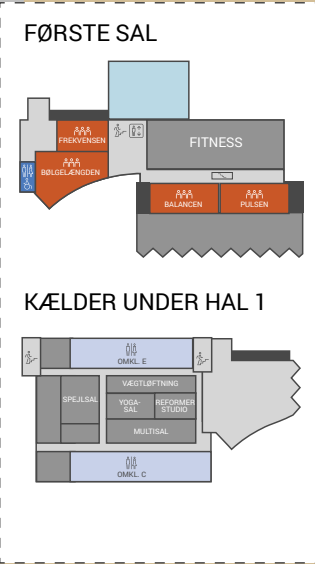 FØRSTE SAL
FREKVENSEN
FITNESS
BØLGELÆNGDEN
BALANCEN
PULSEN
KÆLDER UNDER HAL 1
OMKL. E
VÆGTLØFTNING
SPEJLSAL
YOGA-
SAL
REFORMER
STUDIO
MULTISAL
OMKL. C